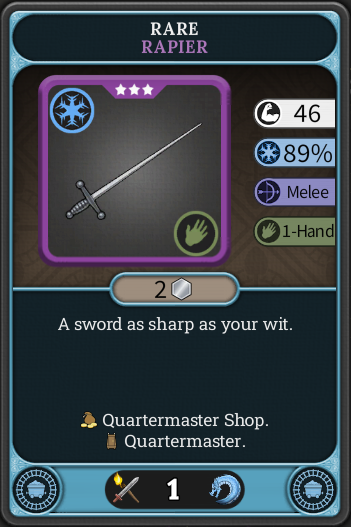 RARE
RAPIER
46
89%
Melee
1-Hand
2
A sword as sharp as your wit.
Quartermaster Shop.
Quartermaster.
1